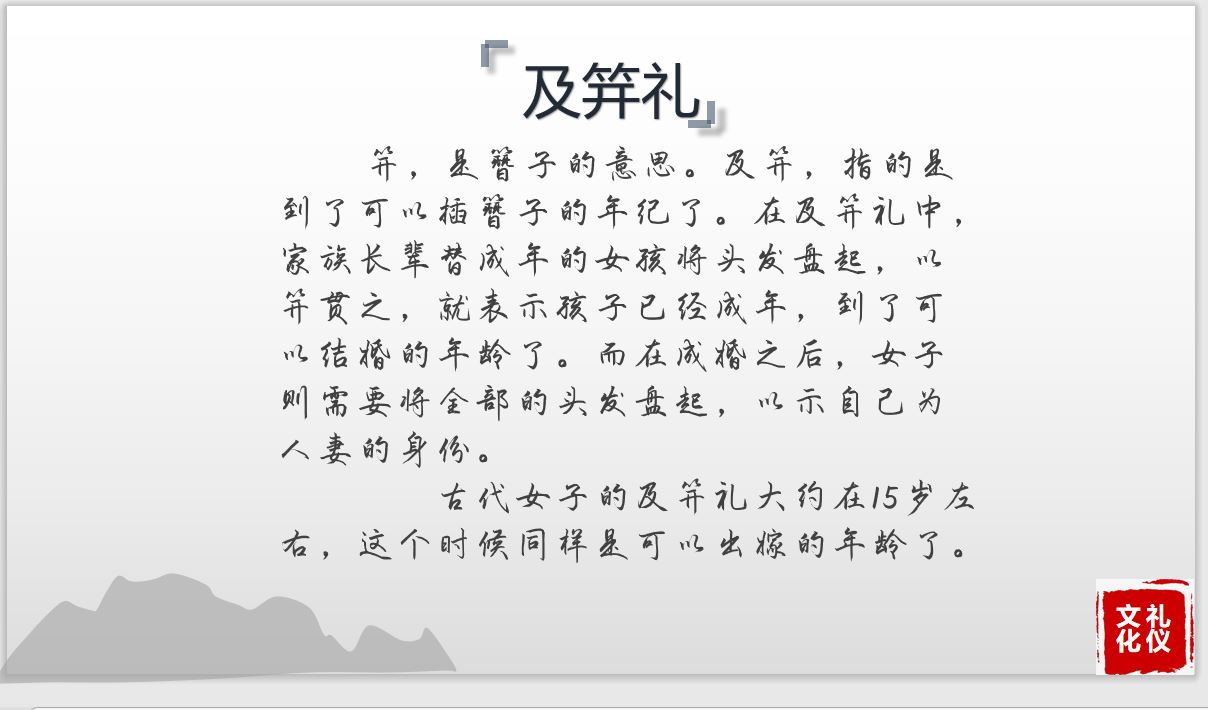 及笄礼
笄，是簪子的意思。及笄，指的是
到了可以插簪子的年纪了。在及笄礼中，
家族长辈替成年的女孩将头发盘起，以
笄贯之，就表示孩子已经成年，到了可
以结婚的年龄了。而在成婚之后，女子
则需要将全部的头发盘起，以示自己为
人妻的身份。
古代女子的及笄礼大约在15岁左
右，这个时候同样是可以出嫁的年龄了。
文礼
化仪